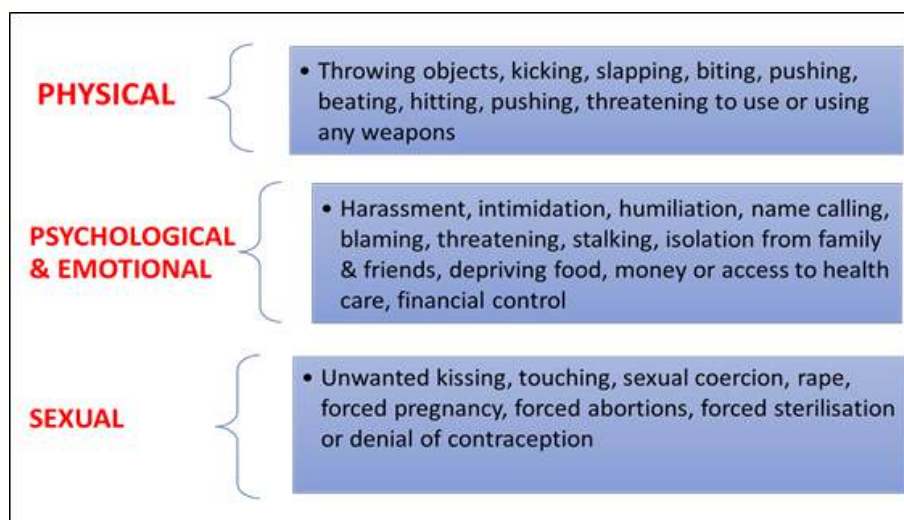 PHYSICAL
• Throwing objects, kicking, slapping, biting, pushing,
beating, hitting, pushing, threatening to use or using
any weapons
PSYCHOLOGICAL
& EMOTIONAL
• Harassment, intimidation, humiliation, name calling,
blaming, threatening, stalking, isolation from family
& friends, depriving food, money or access to health
care, financial control
SEXUAL
• Unwanted kissing, touching, sexual coercion, rape,
forced pregnancy, forced abortions, forced sterilisation
or denial of contraception